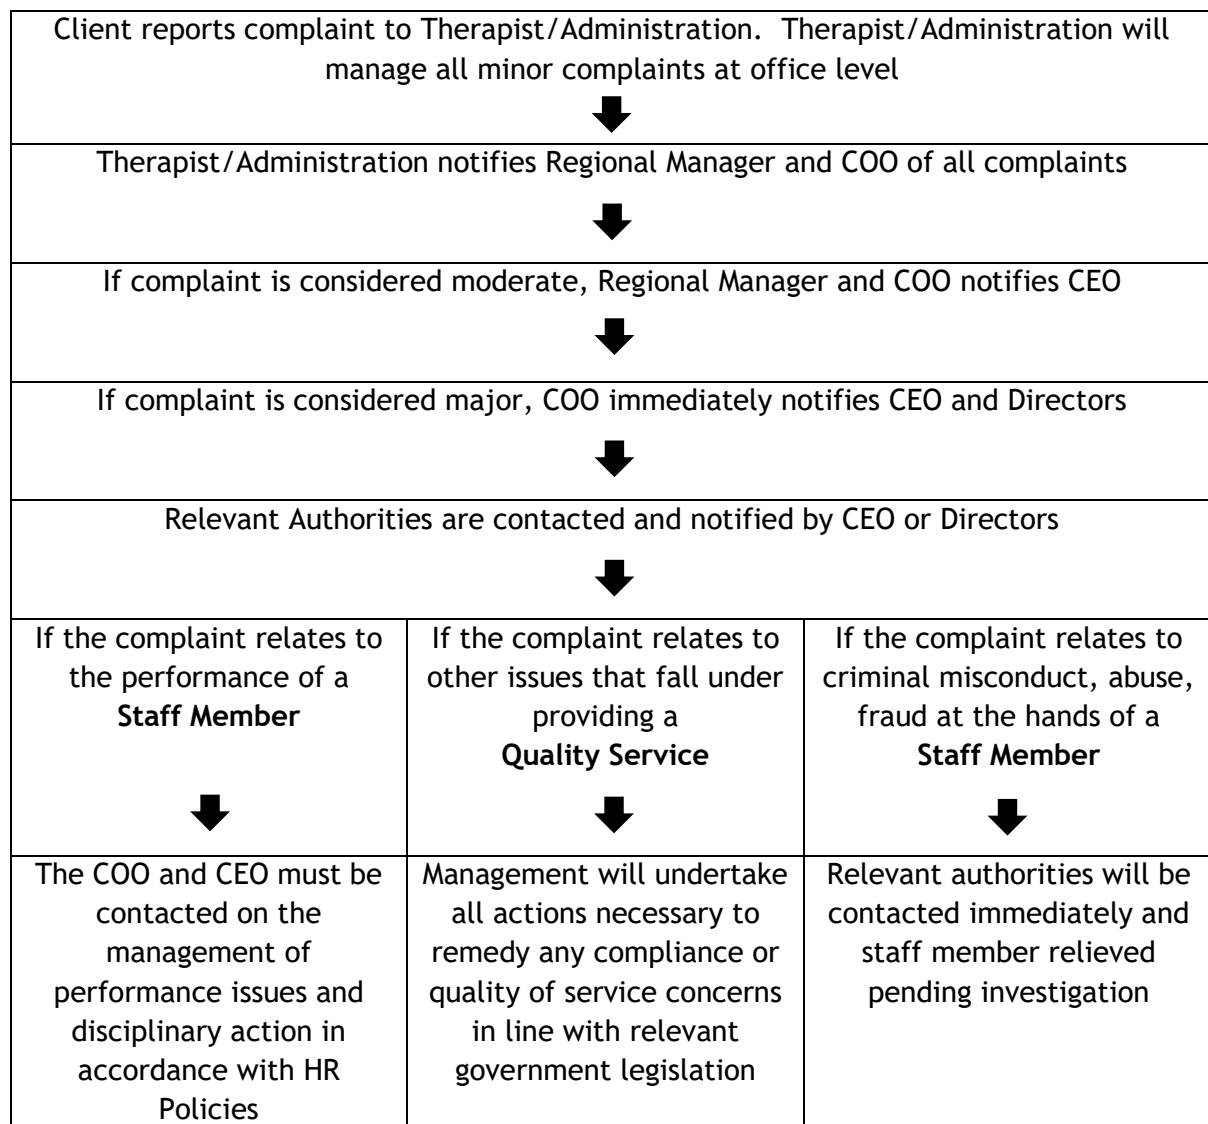 Client reports complaint to Therapist/Administration.  Therapist/Administration will
manage all minor complaints at office level
Therapist/Administration notifies Regional Manager and COO of all complaints
If complaint is considered moderate, Regional Manager and COO notifies CEO
If complaint is considered major, COO immediately notifies CEO and Directors
Relevant Authorities are contacted and notified by CEO or Directors
If the complaint relates to
the performance of a
Staff Member
If the complaint relates to
other issues that fall under
providing a
Quality Service
If the complaint relates to
criminal misconduct, abuse,
fraud at the hands of a
Staff Member
The COO and CEO must be
contacted on the
management of
performance issues and
disciplinary action in
accordance with HR
Policies
Management will undertake
all actions necessary to
remedy any compliance or
quality of service concerns
in line with relevant
government legislation
Relevant authorities will be
contacted immediately and
staff member relieved
pending investigation